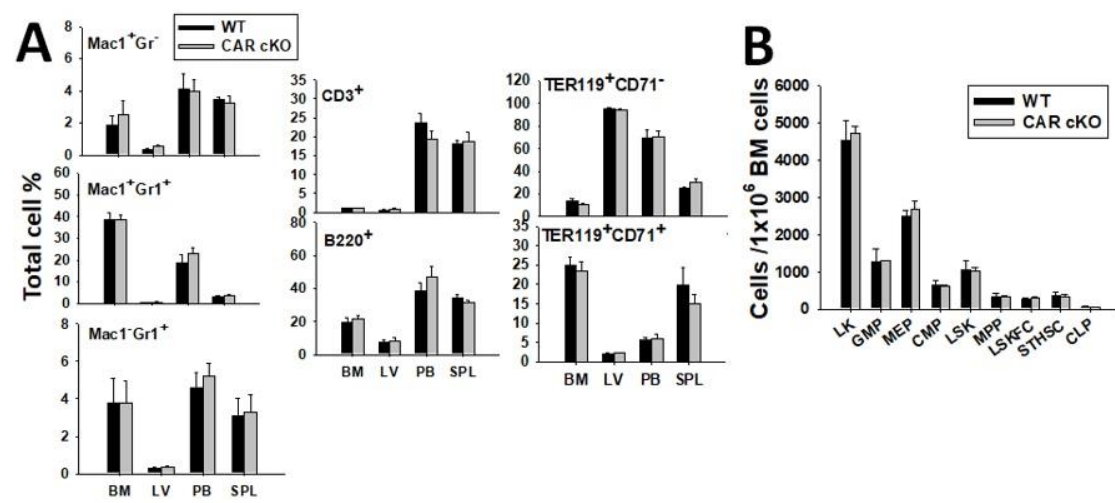 A
B
WT
CAR cKO
Total cell %
Mac1+Gr-
8
6
4
2
0
Mac1+Gr1+
60
50
40
30
20
10
0
Mac1-Gr1+
8
6
4
2
0
BM LV PB SPL
CD3+
35
30
25
20
15
10
5
0
B220+
80
60
40
20
0
BM LV PB SPL
TER119+CD71-
120
100
80
60
40
20
0
TER119+CD71+
35
30
25
20
15
10
5
0
BM LV PB SPL
WT
CAR cKO
Cells /1x10^6 BM cells
6000
5000
4000
3000
2000
1000
0
LK GMP MEP CMP LSK MPP LSKFC STHSC CLP